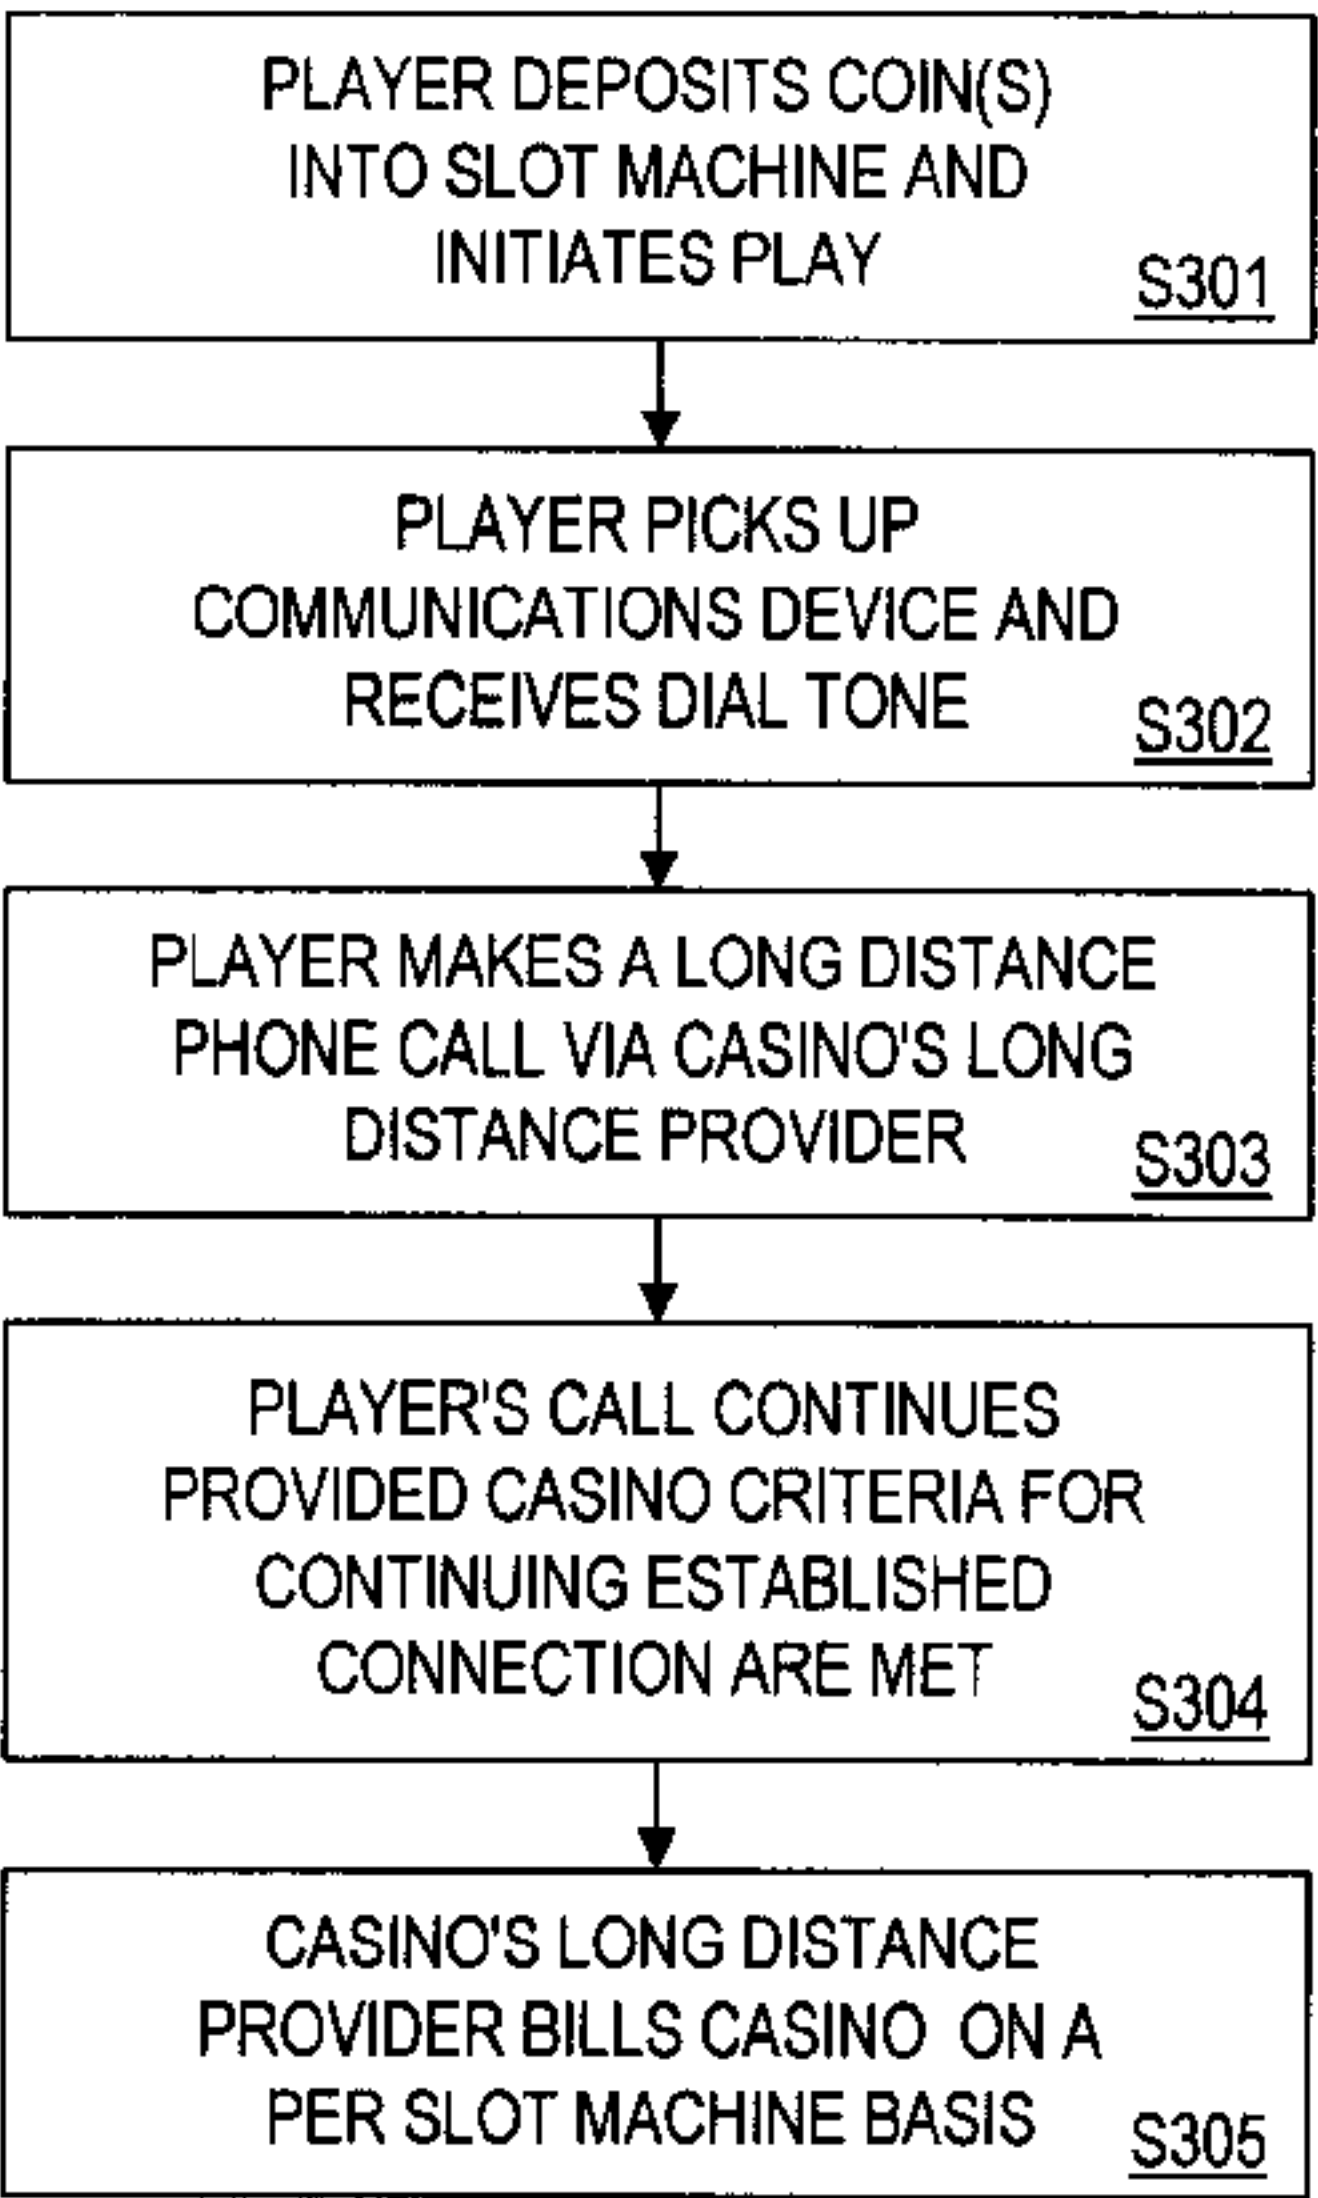 PLAYER DEPOSITS COIN(S)
INTO SLOT MACHINE AND
INITIATES PLAY
S301
PLAYER PICKS UP
COMMUNICATIONS DEVICE AND
RECEIVES DIAL TONE
S302
PLAYER MAKES A LONG DISTANCE
PHONE CALL VIA CASINO'S LONG
DISTANCE PROVIDER
S303
PLAYER'S CALL CONTINUES
PROVIDED CASINO CRITERIA FOR
CONTINUING ESTABLISHED
CONNECTION ARE MET
S304
CASINO'S LONG DISTANCE
PROVIDER BILLS CASINO ON A
PER SLOT MACHINE BASIS
S305